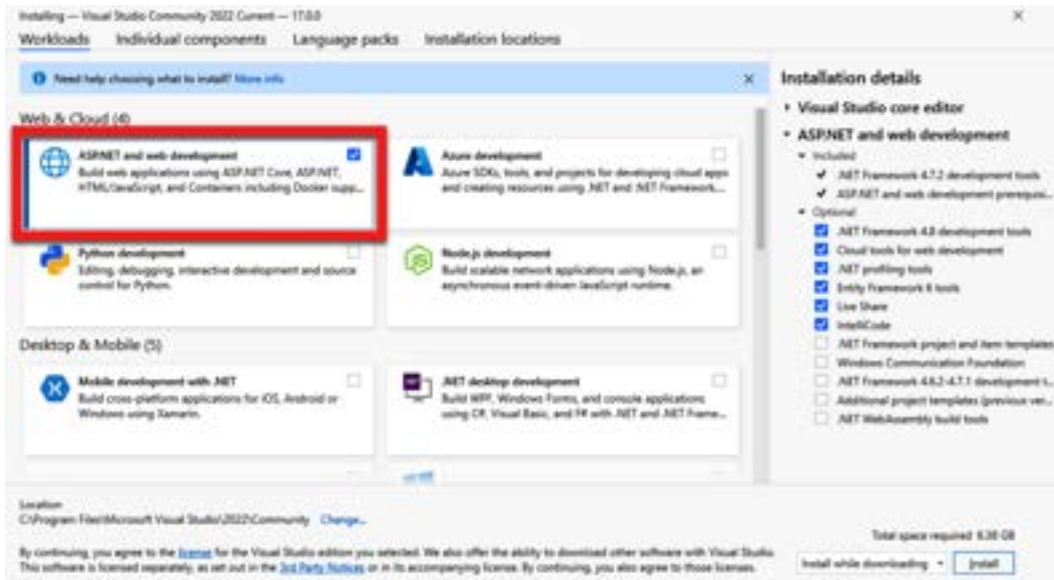 Installing — Visual Studio Community 2022 Current — 17.0.0
Workloads Individual components Language packs Installation locations
Need help choosing what to install? More info
Web & Cloud (4)
ASP.NET and web development
Build web applications using ASP.NET Core, ASP.NET,
HTML/JavaScript, and Containers including Docker supp...
Azure development
Azure SDKs, tools, and projects for developing cloud apps
and creating resources using .NET and .NET Framework....
Python development
Editing, debugging, interactive development and source
control for Python.
Node.js development
Build scalable network applications using Node.js, an
asynchronous event-driven JavaScript runtime.
Desktop & Mobile (5)
Mobile development with .NET
Build cross-platform applications for iOS, Android or
Windows using Xamarin.
.NET desktop development
Build WPF, Windows Forms, and console applications
using C#, Visual Basic, and F# with .NET and .NET Frame...
Installation details
Visual Studio core editor
ASP.NET and web development
Included
.NET Framework 4.7.2 development tools
ASP.NET and web development prerequisi...
Optional
.NET Framework 4.8 development tools
Cloud tools for web development
.NET profiling tools
Entity Framework 6 tools
Live Share
IntelliCode
.NET Framework project and item templates
Windows Communication Foundation
.NET Framework 4.6.2-4.7.1 development t...
Additional project templates (previous ver...
.NET WebAssembly build tools
Location
C:\Program Files\Microsoft Visual Studio\2022\Community Change...
By continuing, you agree to the license for the Visual Studio edition you selected. We also offer the ability to download other software with Visual Studio.
This software is licensed separately, as set out in the 3rd Party Notices or in its accompanying license. By continuing, you also agree to those licenses.
Total space required 6.38 GB
Install while downloading Install